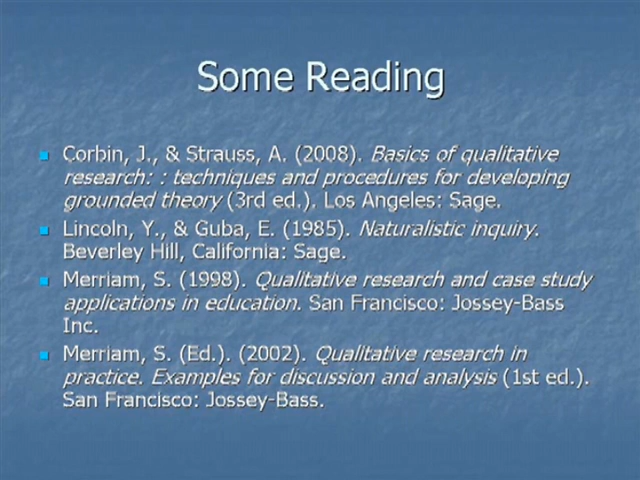 Some Reading
Corbin, J., & Strauss, A. (2008). Basics of qualitative
research: : techniques and procedures for developing
grounded theory (3rd ed.). Los Angeles: Sage.
Lincoln, Y., & Guba, E. (1985). Naturalistic inquiry.
Beverley Hill, California: Sage.
Merriam, S. (1998). Qualitative research and case study
applications in education. San Francisco: Jossey-Bass
Inc.
Merriam, S. (Ed.). (2002). Qualitative research in
practice. Examples for discussion and analysis (1st ed.).
San Francisco: Jossey-Bass.